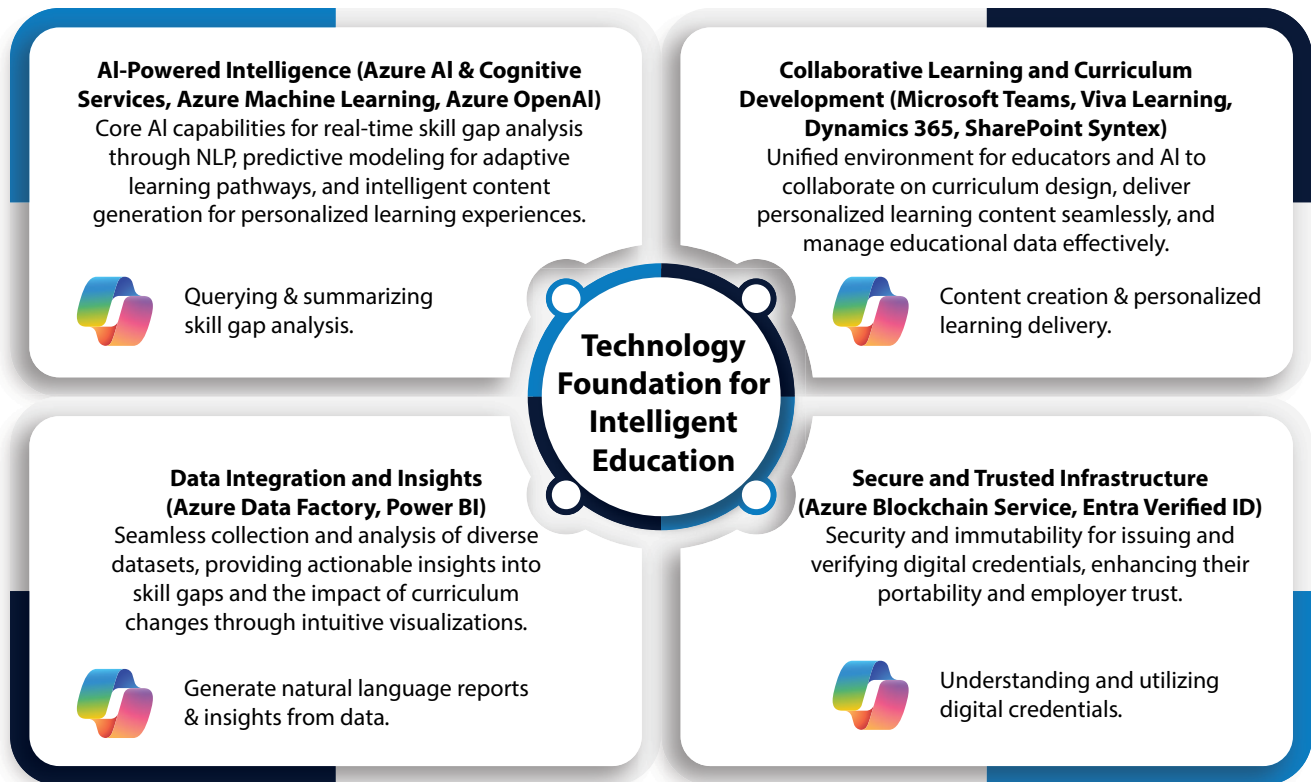 AI-Powered Intelligence (Azure AI & Cognitive
Services, Azure Machine Learning, Azure OpenAI)
Core AI capabilities for real-time skill gap analysis
through NLP, predictive modeling for adaptive
learning pathways, and intelligent content
generation for personalized learning experiences.
Querying & summarizing
skill gap analysis.
Collaborative Learning and Curriculum
Development (Microsoft Teams, Viva Learning,
Dynamics 365, SharePoint Syntex)
Unified environment for educators and AI to
collaborate on curriculum design, deliver
personalized learning content seamlessly, and
manage educational data effectively.
Content creation & personalized
learning delivery.
Technology
Foundation for
Intelligent
Education
Data Integration and Insights
(Azure Data Factory, Power BI)
Seamless collection and analysis of diverse
datasets, providing actionable insights into
skill gaps and the impact of curriculum
changes through intuitive visualizations.
Generate natural language reports
& insights from data.
Secure and Trusted Infrastructure
(Azure Blockchain Service, Entra Verified ID)
Security and immutability for issuing and
verifying digital credentials, enhancing their
portability and employer trust.
Understanding and utilizing
digital credentials.